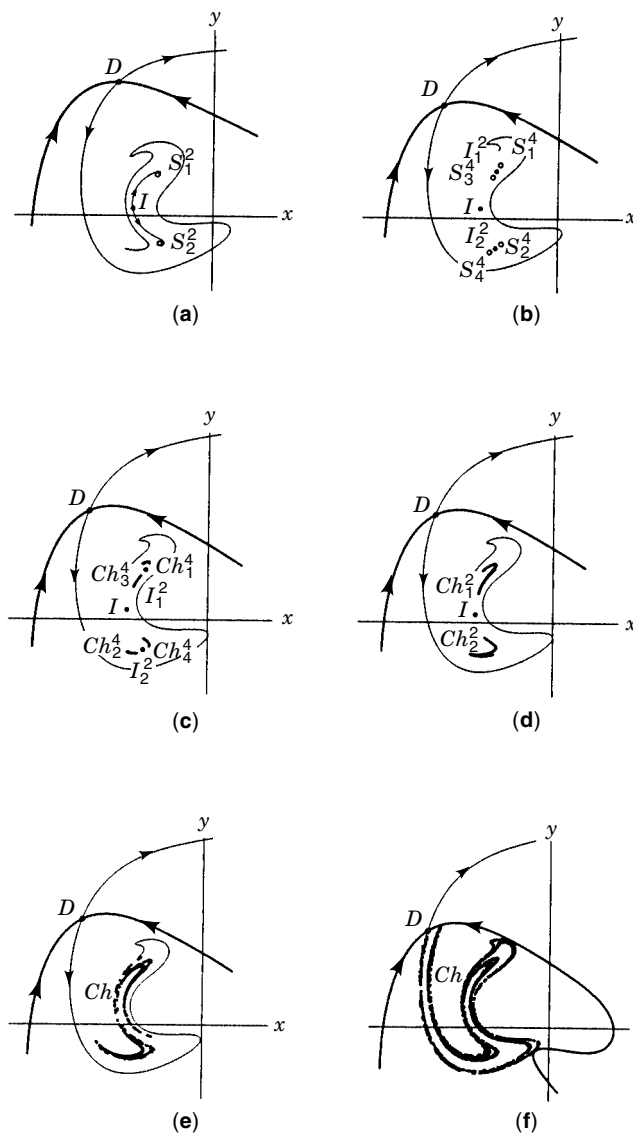 y
D
S_1^2
I
x
S_2^2
(a)
y
D
I_1^2 S_1^4
S_3^4
I
x
I_2^2 S_2^4
S_4^4
(b)
y
D
Ch_3^4 Ch_1^4
I_1^2
I
x
Ch_2^4 Ch_4^4
I_2^2
(c)
y
D
Ch_1^2
I
x
Ch_2^2
(d)
y
D
Ch
x
(e)
y
D
Ch
x
(f)